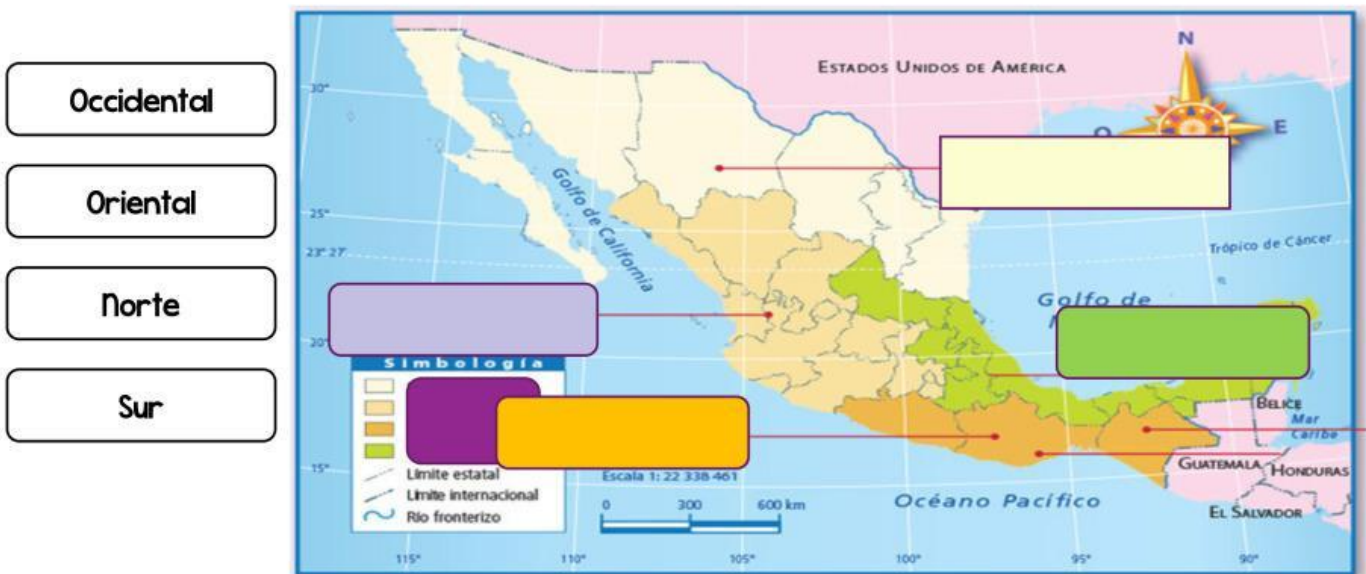 Occidental
Oriental
Norte
Sur
ESTADOS UNIDOS DE AMÉRICA
N
O
E
30°
25°
23° 27'
20°
15°
Golfo de California
Trópico de Cáncer
Golfo de
Simbología
Límite estatal
Límite internacional
Río fronterizo
Escala 1: 22 338 461
0 300 600 km
BELICE
Mar
Caribe
GUATEMALA
HONDURAS
EL SALVADOR
Océano Pacífico
115° 110° 105° 100° 95° 90°